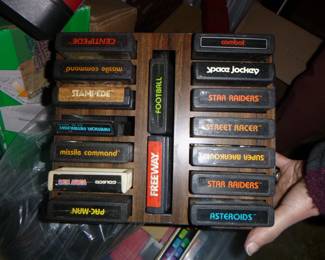 CENTIPEDE
missile command
STAMPEDE
missile command
COLECO
PAC-MAN
FOOTBALL
FREEWAY
combat
space jockey
STAR RAIDERS
STREET RACER
SUPER BREAKOUT
STAR RAIDERS
ASTEROIDS